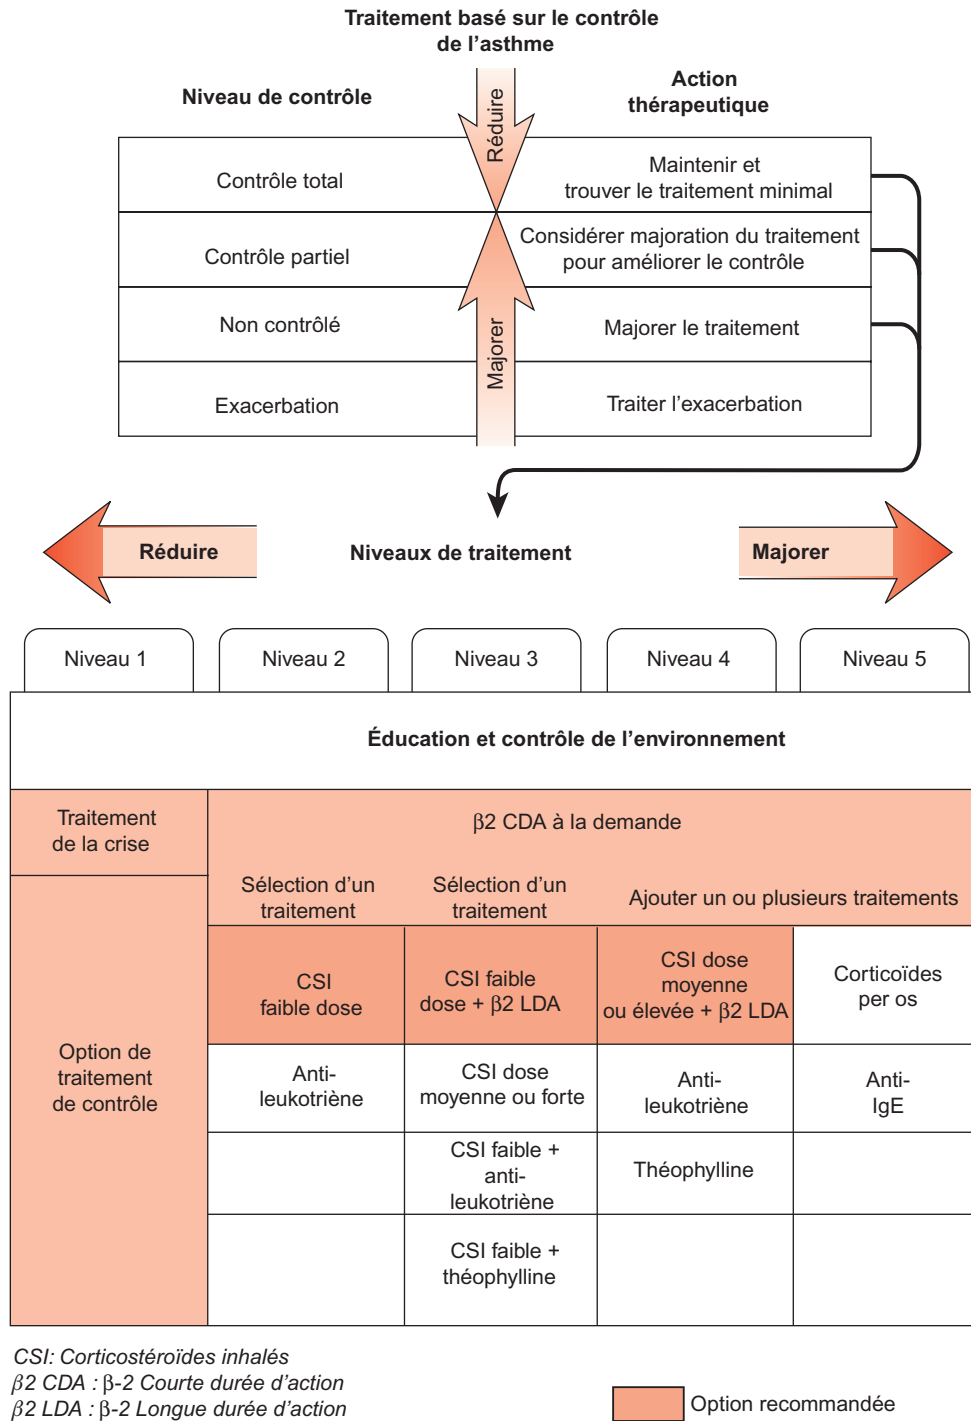 Traitement basé sur le contrôle
de l'asthme
Niveau de contrôle
Action
thérapeutique
Réduire
Contrôle total
Maintenir et
trouver le traitement minimal
Contrôle partiel
Considérer majoration du traitement
pour améliorer le contrôle
Non contrôlé
Majorer le traitement
Majorer
Exacerbation
Traiter l'exacerbation
Réduire
Niveaux de traitement
Majorer
Niveau 1
Niveau 2
Niveau 3
Niveau 4
Niveau 5
Éducation et contrôle de l'environnement
Traitement
de la crise
β2 CDA à la demande
Sélection d'un
traitement
Sélection d'un
traitement
Ajouter un ou plusieurs traitements
Option de
traitement
de contrôle
CSI
faible dose
CSI faible
dose + β2 LDA
CSI dose
moyenne
ou élevée + β2 LDA
Corticoïdes
per os
Anti-
leukotriène
CSI dose
moyenne ou forte
Anti-
leukotriène
Anti-
IgE
CSI faible +
anti-
leukotriène
Théophylline
CSI faible +
théophylline
CSI: Corticostéroïdes inhalés
β2 CDA : β-2 Courte durée d'action
β2 LDA : β-2 Longue durée d'action
Option recommandée